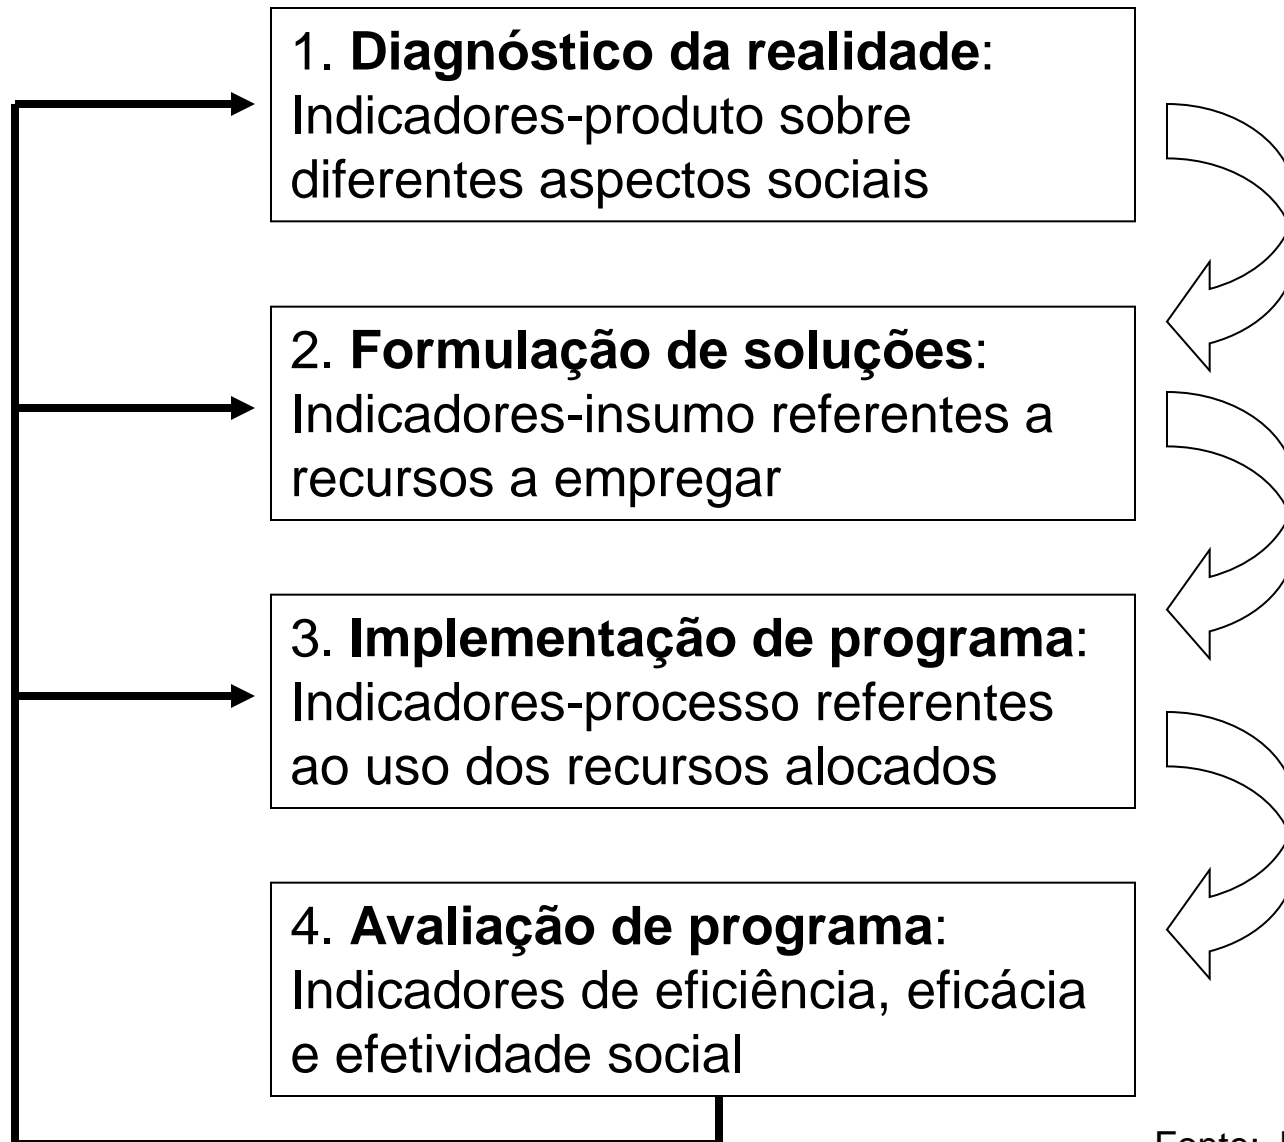 1. Diagnóstico da realidade:
Indicadores-produto sobre
diferentes aspectos sociais
2. Formulação de soluções:
Indicadores-insumo referentes a
recursos a empregar
3. Implementação de programa:
Indicadores-processo referentes
ao uso dos recursos alocados
4. Avaliação de programa:
Indicadores de eficiência, eficácia
e efetividade social
Fonte: